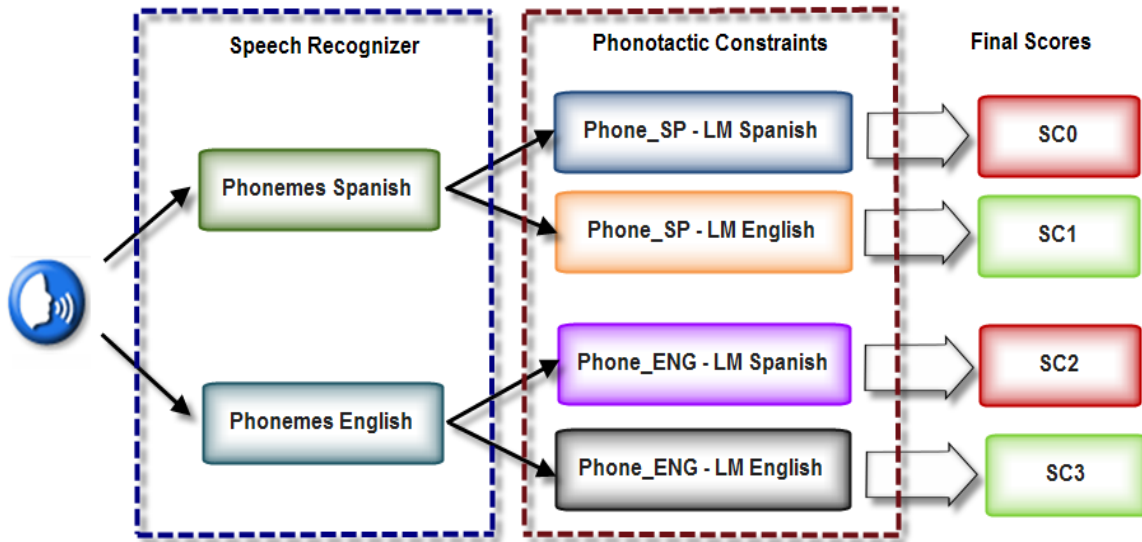 Speech Recognizer
Phonotactic Constraints
Final Scores
Phonemes Spanish
Phone_SP - LM Spanish
SC0
Phone_SP - LM English
SC1
Phonemes English
Phone_ENG - LM Spanish
SC2
Phone_ENG - LM English
SC3